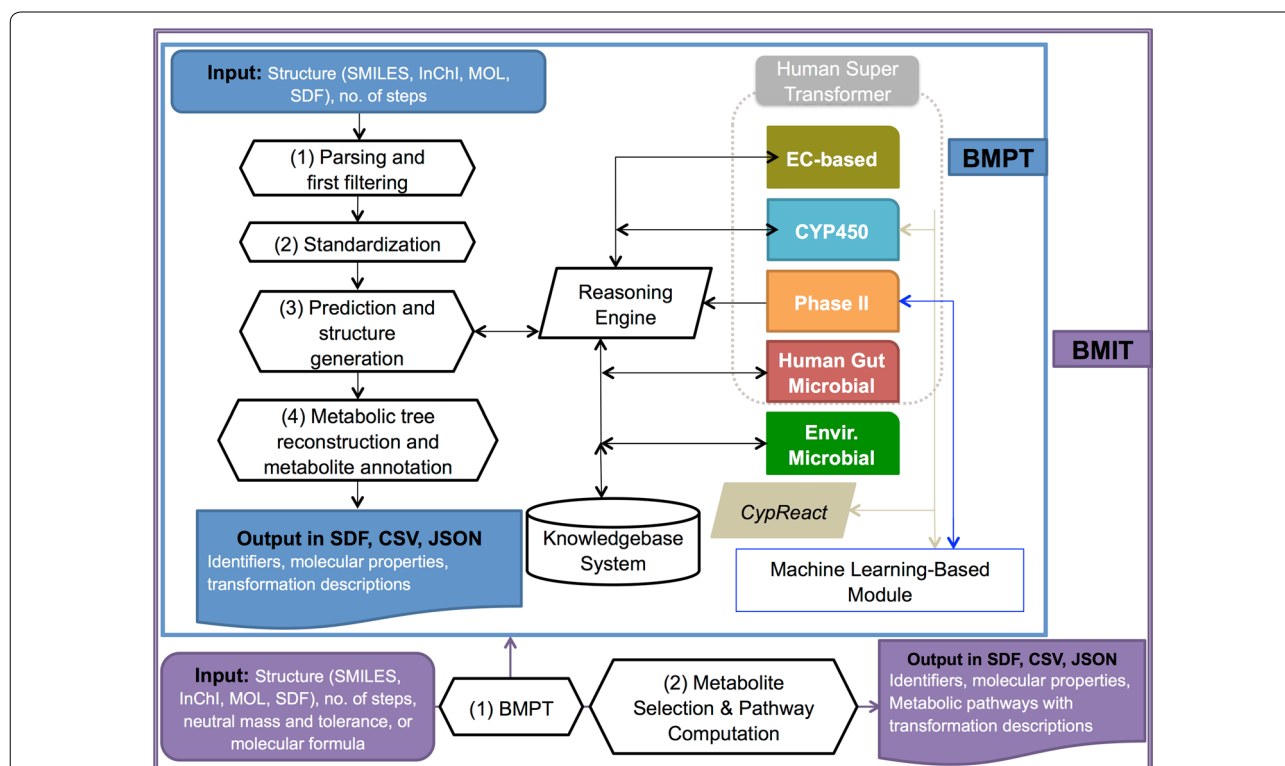 Input: Structure (SMILES, InChI, MOL,
SDF), no. of steps
(1) Parsing and
first filtering
(2) Standardization
(3) Prediction and
structure
generation
(4) Metabolic tree
reconstruction and
metabolite annotation
Output in SDF, CSV, JSON
Identifiers, molecular properties,
transformation descriptions
Reasoning
Engine
Knowledgebase
System
Human Super
Transformer
EC-based
CYP450
Phase II
Human Gut
Microbial
Envir.
Microbial
CypReact
Machine Learning-Based
Module
BMPT
BMIT
Input: Structure (SMILES,
InChI, MOL, SDF), no. of steps,
neutral mass and tolerance, or
molecular formula
(1) BMPT
(2) Metabolite
Selection & Pathway
Computation
Output in SDF, CSV, JSON
Identifiers, molecular properties,
Metabolic pathways with
transformation descriptions